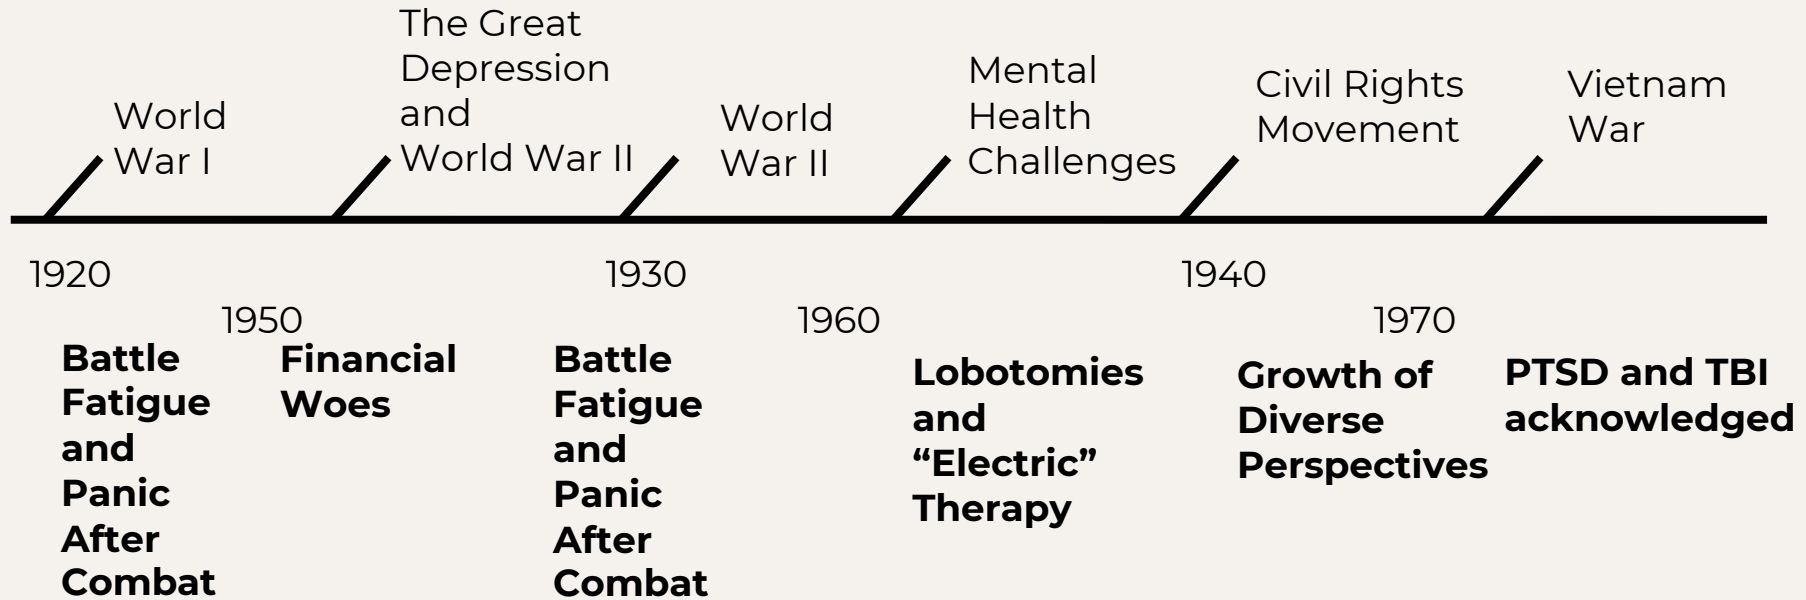 World
War I
The Great
Depression
and
World War II
World
War II
Mental
Health
Challenges
Civil Rights
Movement
Vietnam
War
1920
1930
1940
1950
1960
1970
Battle
Fatigue
and
Panic
After
Combat
Financial
Woes
Battle
Fatigue
and
Panic
After
Combat
Lobotomies
and
“Electric”
Therapy
Growth of
Diverse
Perspectives
PTSD and TBI
acknowledged